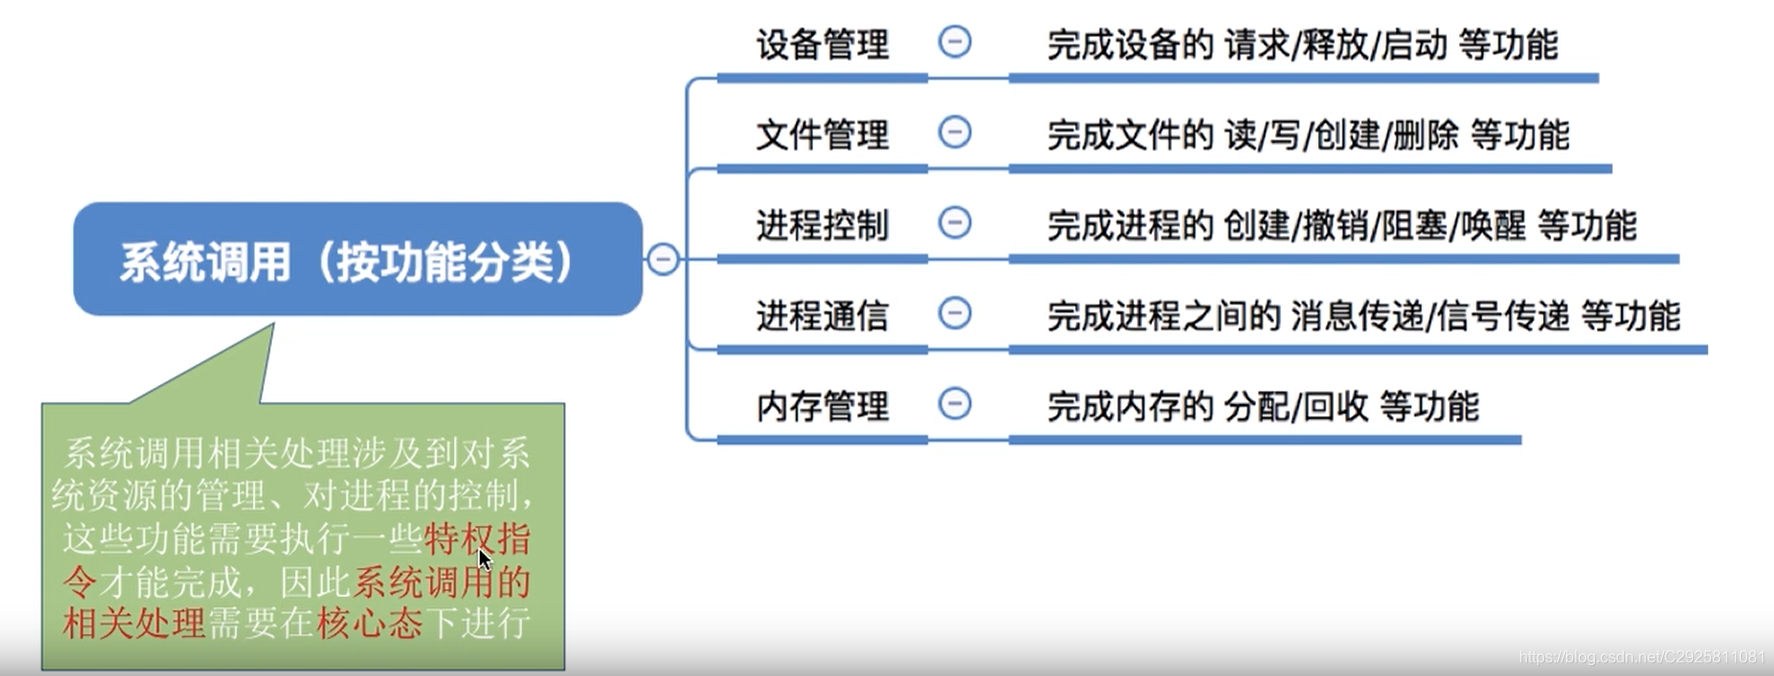 设备管理
完成设备的 请求/释放/启动 等功能
文件管理
完成文件的 读/写/创建/删除 等功能
进程控制
完成进程的 创建/撤销/阻塞/唤醒 等功能
系统调用（按功能分类）
进程通信
完成进程之间的 消息传递/信号传递 等功能
内存管理
完成内存的 分配/回收 等功能
系统调用相关处理涉及到对系
统资源的管理、对进程的控制，
这些功能需要执行一些特权指
令才能完成，因此系统调用的
相关处理需要在核心态下进行
https://blog.csdn.net/C2925811081